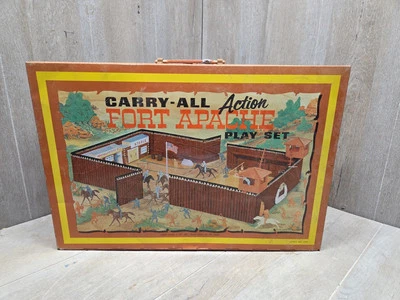 CARRY-ALL Action
FORT APACHE
PLAY SET